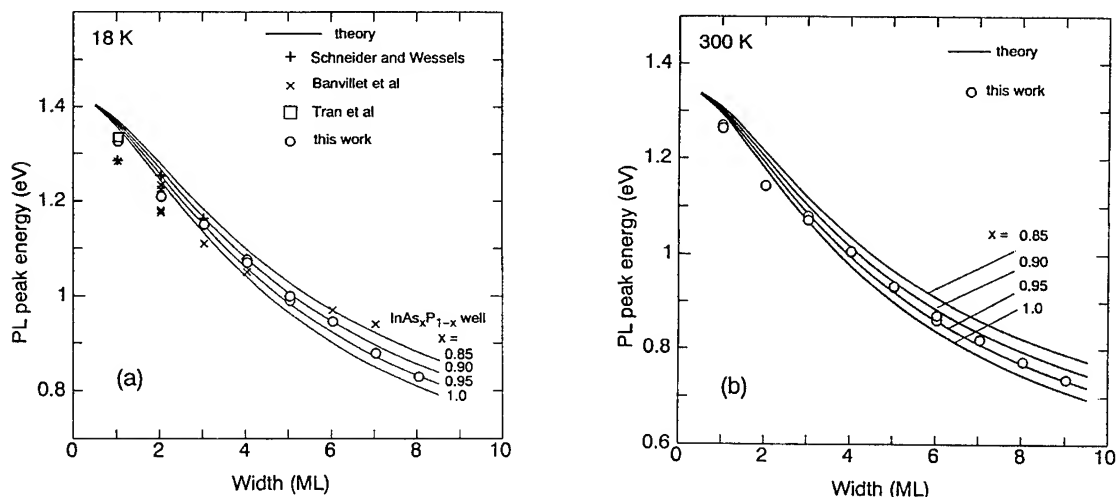 18 K
theory
+ Schneider and Wessels
× Banvillet et al
□ Tran et al
○ this work
PL peak energy (eV)
1.4
1.2
1
0.8
InAsxP1−x well
x =
0.85
0.90
0.95
1.0
(a)
0 2 4 6 8 10
Width (ML)
300 K
theory
○ this work
PL peak energy (eV)
1.4
1.2
1
0.8
0.6
x = 0.85
0.90
0.95
1.0
(b)
0 2 4 6 8 10
Width (ML)